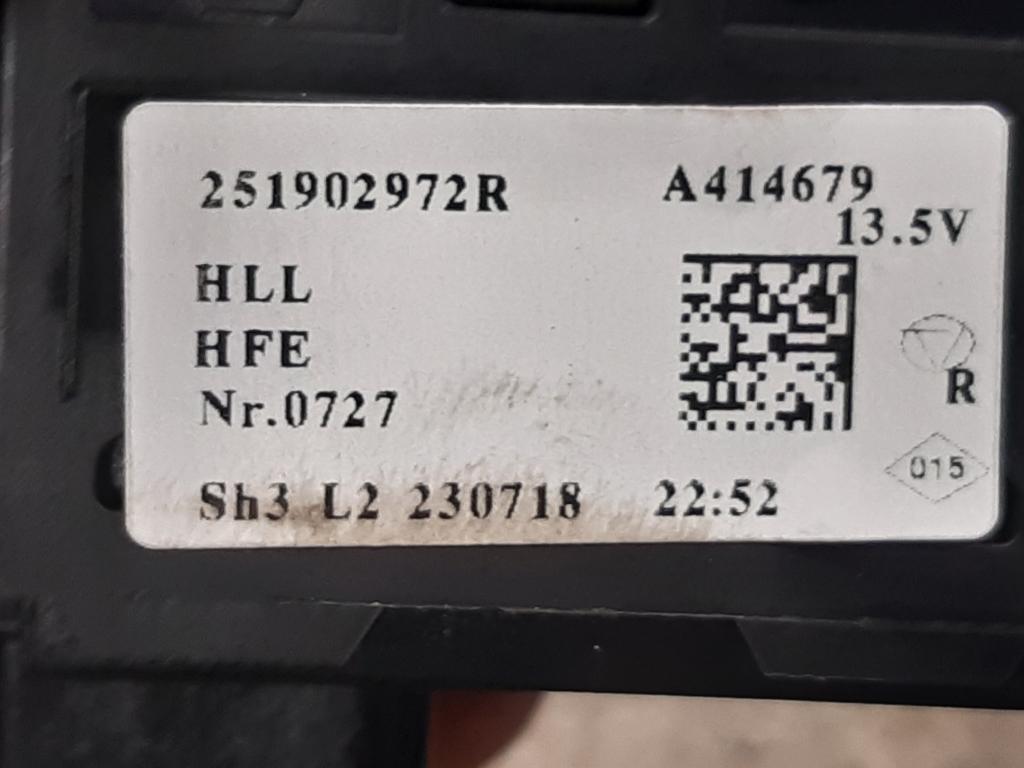 251902972R A414679
13.5V
HLL
HFE
Nr.0727
R
015
Sh3 L2 230718 22:52